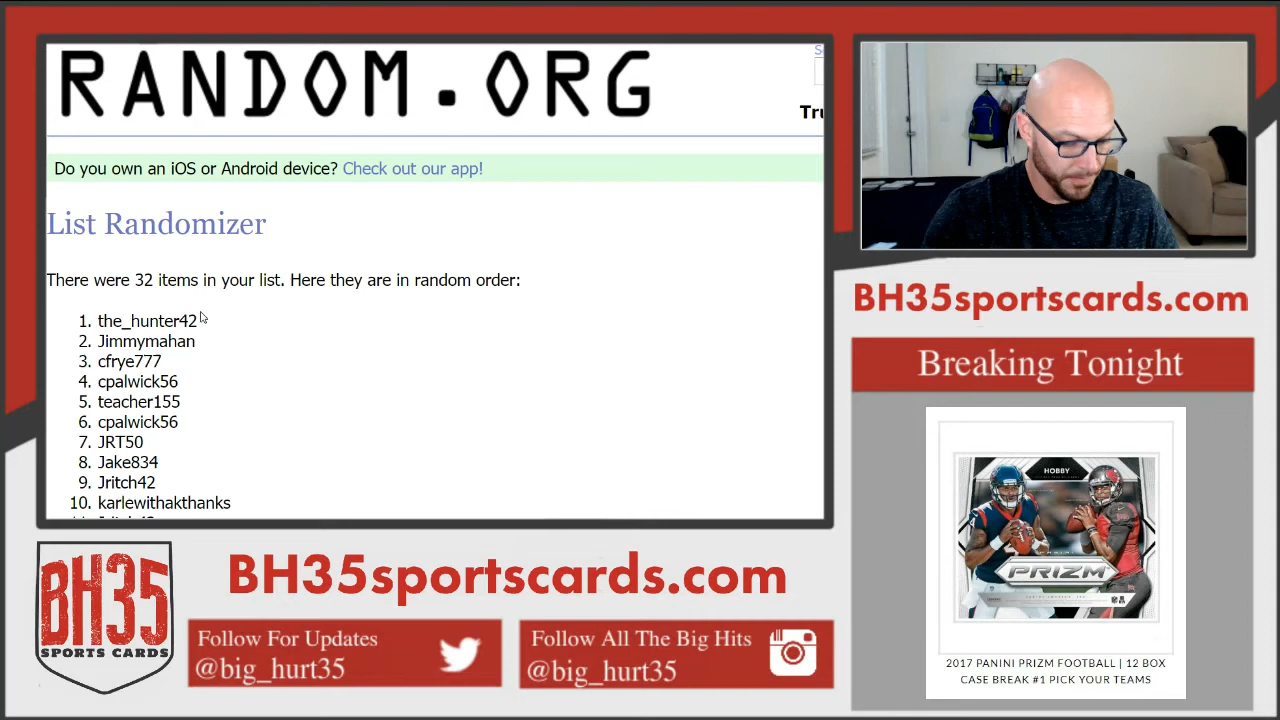 RANDOM.ORG
S
Tru
Do you own an iOS or Android device? Check out our app!
List Randomizer
There were 32 items in your list. Here they are in random order:
1. the_hunter42
2. Jimmymahan
3. cfrye777
4. cpalwick56
5. teacher155
6. cpalwick56
7. JRT50
8. Jake834
9. Jritch42
10. karlewithakthanks
BH35sportscards.com
Breaking Tonight
HOBBY
PANINI
PRIZM
2017 PANINI PRIZM FOOTBALL | 12 BOX
CASE BREAK #1 PICK YOUR TEAMS
BH35
SPORTS CARDS
BH35sportscards.com
Follow For Updates
@big_hurt35
Follow All The Big Hits
@big_hurt35